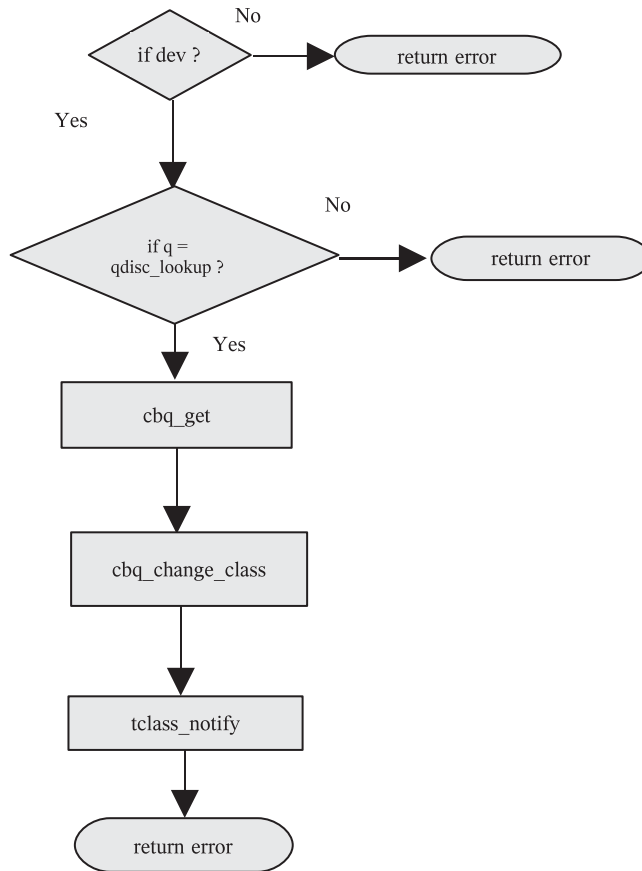 No
if dev ?
return error
Yes
No
if q =
qdisc_lookup ?
return error
Yes
cbq_get
cbq_change_class
tclass_notify
return error